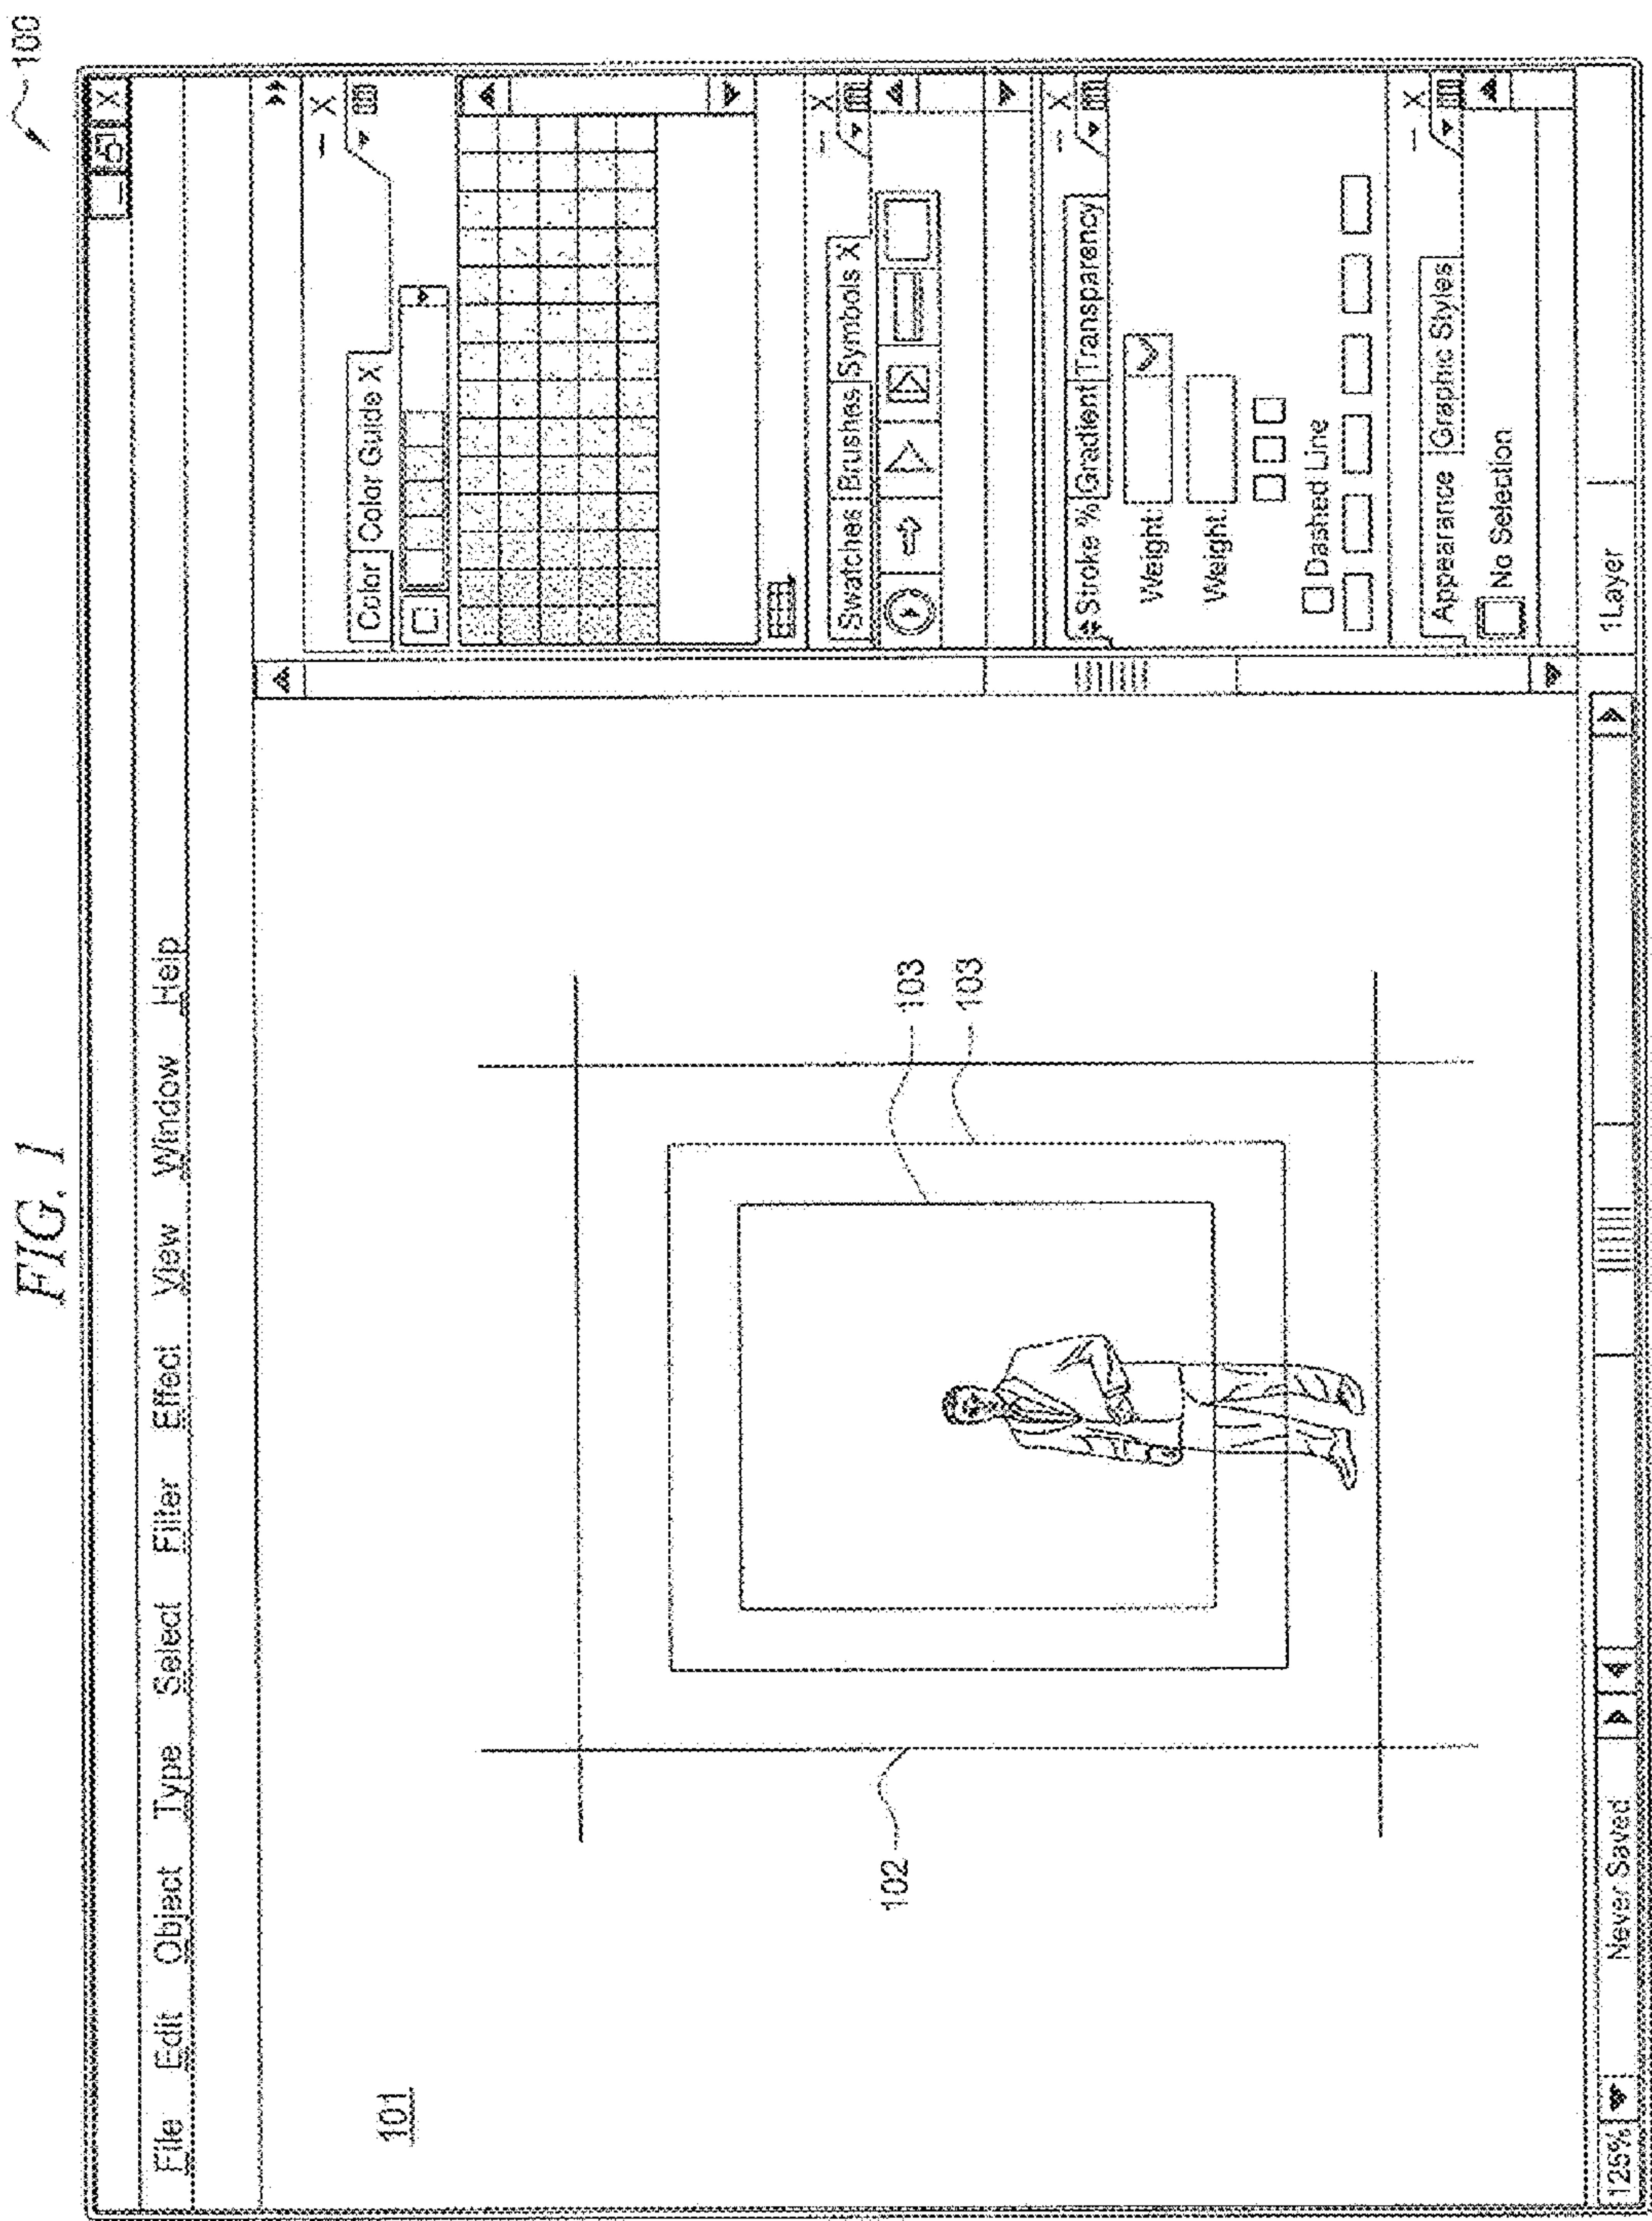 FIG. 1
100
File Edit Object Type Select Filter Effect View Window Help
101
102
103
103
X
X
Color Color Guide X
X
Swatches Brushes Symbols X
X
Stroke % Gradient Transparency
Weight:
Weight:
Dashed Line
X
Appearance Graphic Styles
No Selection
125% Never Saved 1Layer